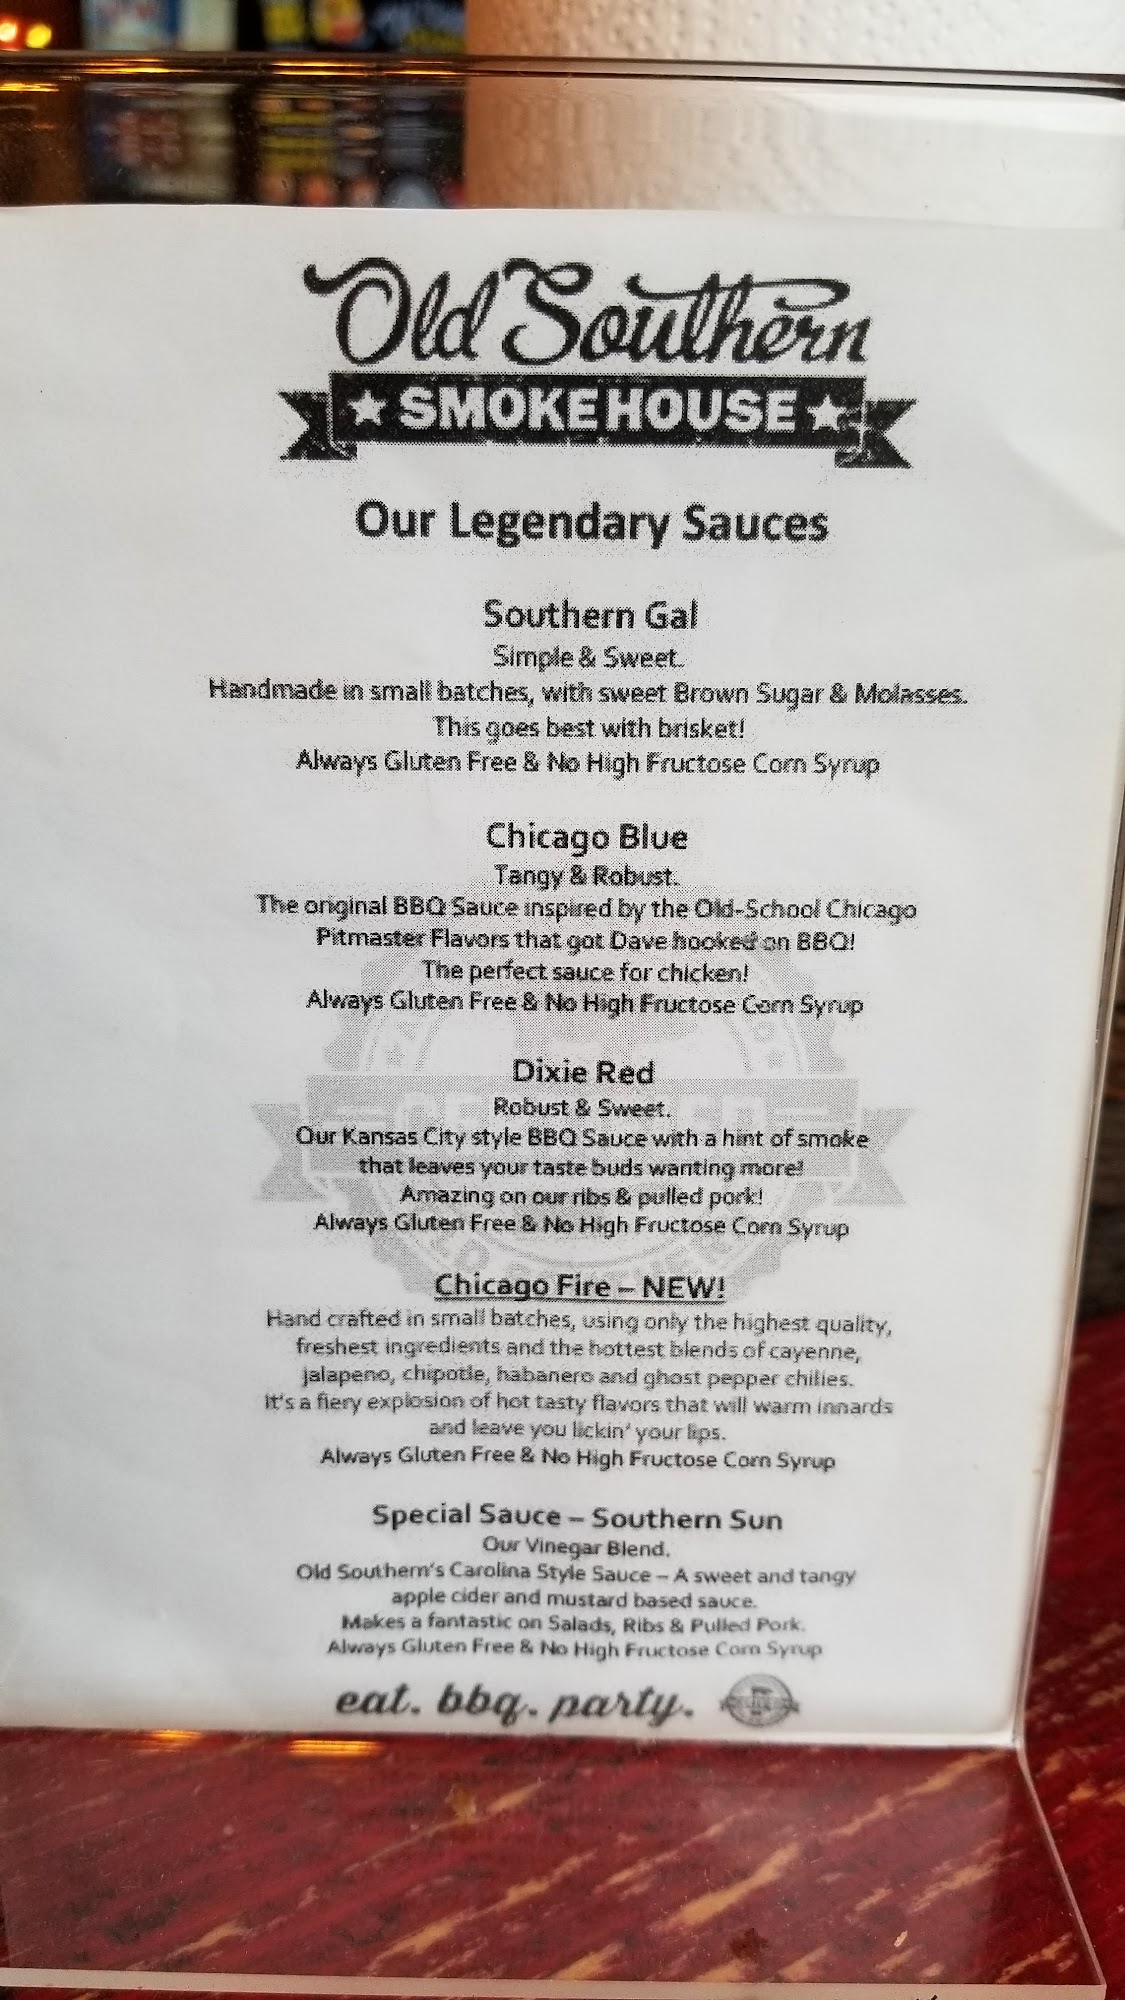 Old Southern
SMOKEHOUSE
Our Legendary Sauces
Southern Gal
Simple & Sweet.
Handmade in small batches, with sweet Brown Sugar & Molasses.
This goes best with brisket!
Always Gluten Free & No High Fructose Corn Syrup
Chicago Blue
Tangy & Robust.
The original BBQ Sauce inspired by the Old-School Chicago
Pitmaster Flavors that got Dave hooked on BBQ!
The perfect sauce for chicken!
Always Gluten Free & No High Fructose Corn Syrup
Dixie Red
Robust & Sweet.
Our Kansas City style BBQ Sauce with a hint of smoke
that leaves your taste buds wanting more!
Amazing on our ribs & pulled pork!
Always Gluten Free & No High Fructose Corn Syrup
Chicago Fire – NEW!
Hand crafted in small batches, using only the highest quality,
freshest ingredients and the hottest blends of cayenne,
jalapeno, chipotle, habanero and ghost pepper chilies.
It's a fiery explosion of hot tasty flavors that will warm innards
and leave you lickin' your lips.
Always Gluten Free & No High Fructose Corn Syrup
Special Sauce – Southern Sun
Our Vinegar Blend.
Old Southern's Carolina Style Sauce – A sweet and tangy
apple cider and mustard based sauce.
Makes a fantastic on Salads, Ribs & Pulled Pork.
Always Gluten Free & No High Fructose Corn Syrup
eat. bbq. party.